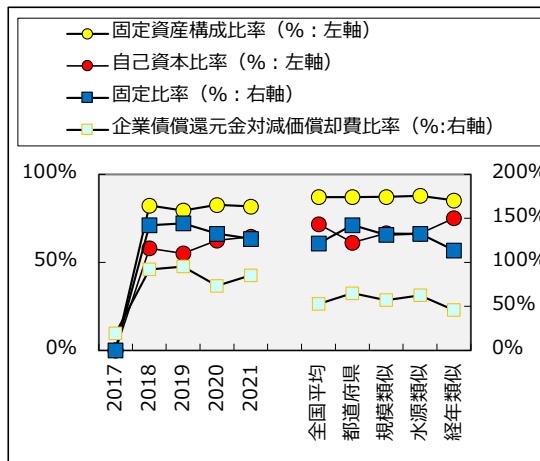 固定資産構成比率（%：左軸）
自己資本比率（%：左軸）
固定比率（%：右軸）
企業債償還元金対減価償却費比率（%:右軸）
100%
50%
0%
200%
150%
100%
50%
0%
2017
2018
2019
2020
2021
全国平均
都道府県
規模類似
水源類似
経年類似